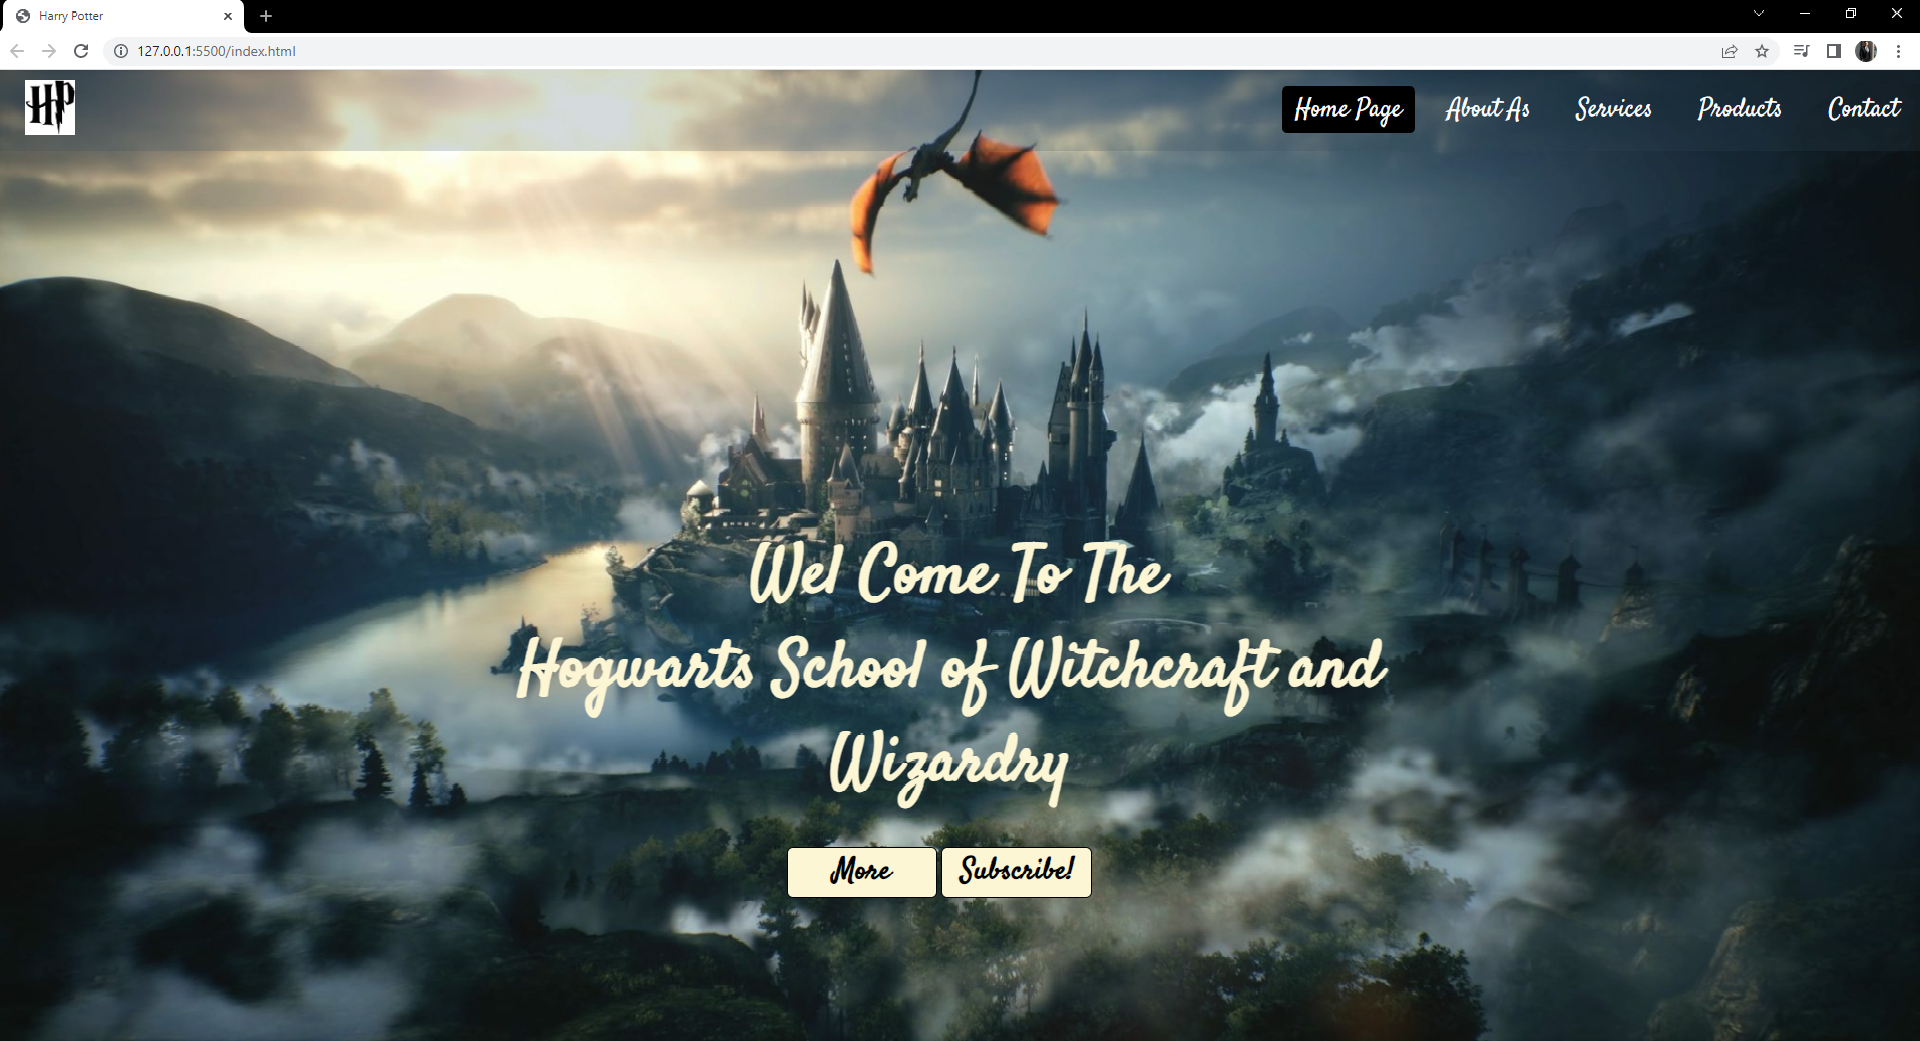 Harry Potter
127.0.0.1:5500/index.html
HP
Home Page About As Services Products Contact
Wel Come To The
Hogwarts School of Witchcraft and
Wizardry
More Subscribe!